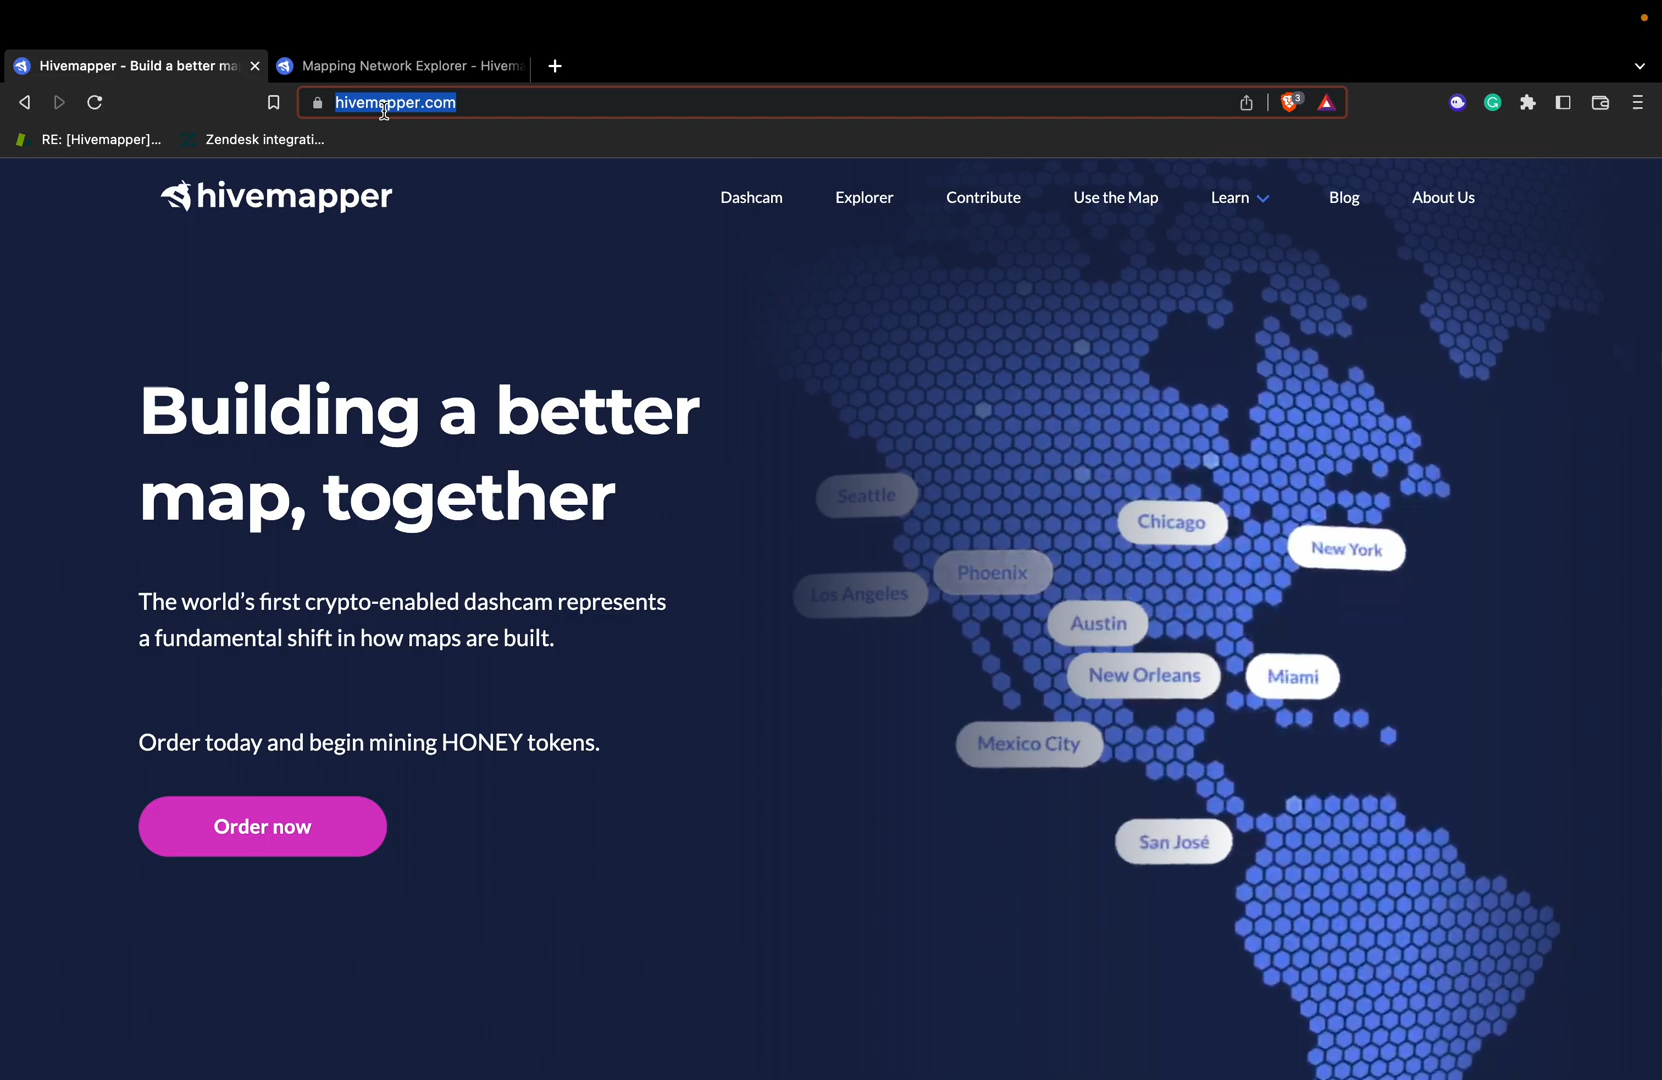 Hivemapper - Build a better ma
Mapping Network Explorer - Hivema
hivemapper.com
3
RE: [Hivemapper]...
Zendesk integrati...
hivemapper
Dashcam
Explorer
Contribute
Use the Map
Learn
Blog
About Us
Building a better
map, together
The world's first crypto-enabled dashcam represents
a fundamental shift in how maps are built.
Order today and begin mining HONEY tokens.
Order now
Seattle
Chicago
New York
Phoenix
Los Angeles
Austin
New Orleans
Miami
Mexico City
San José